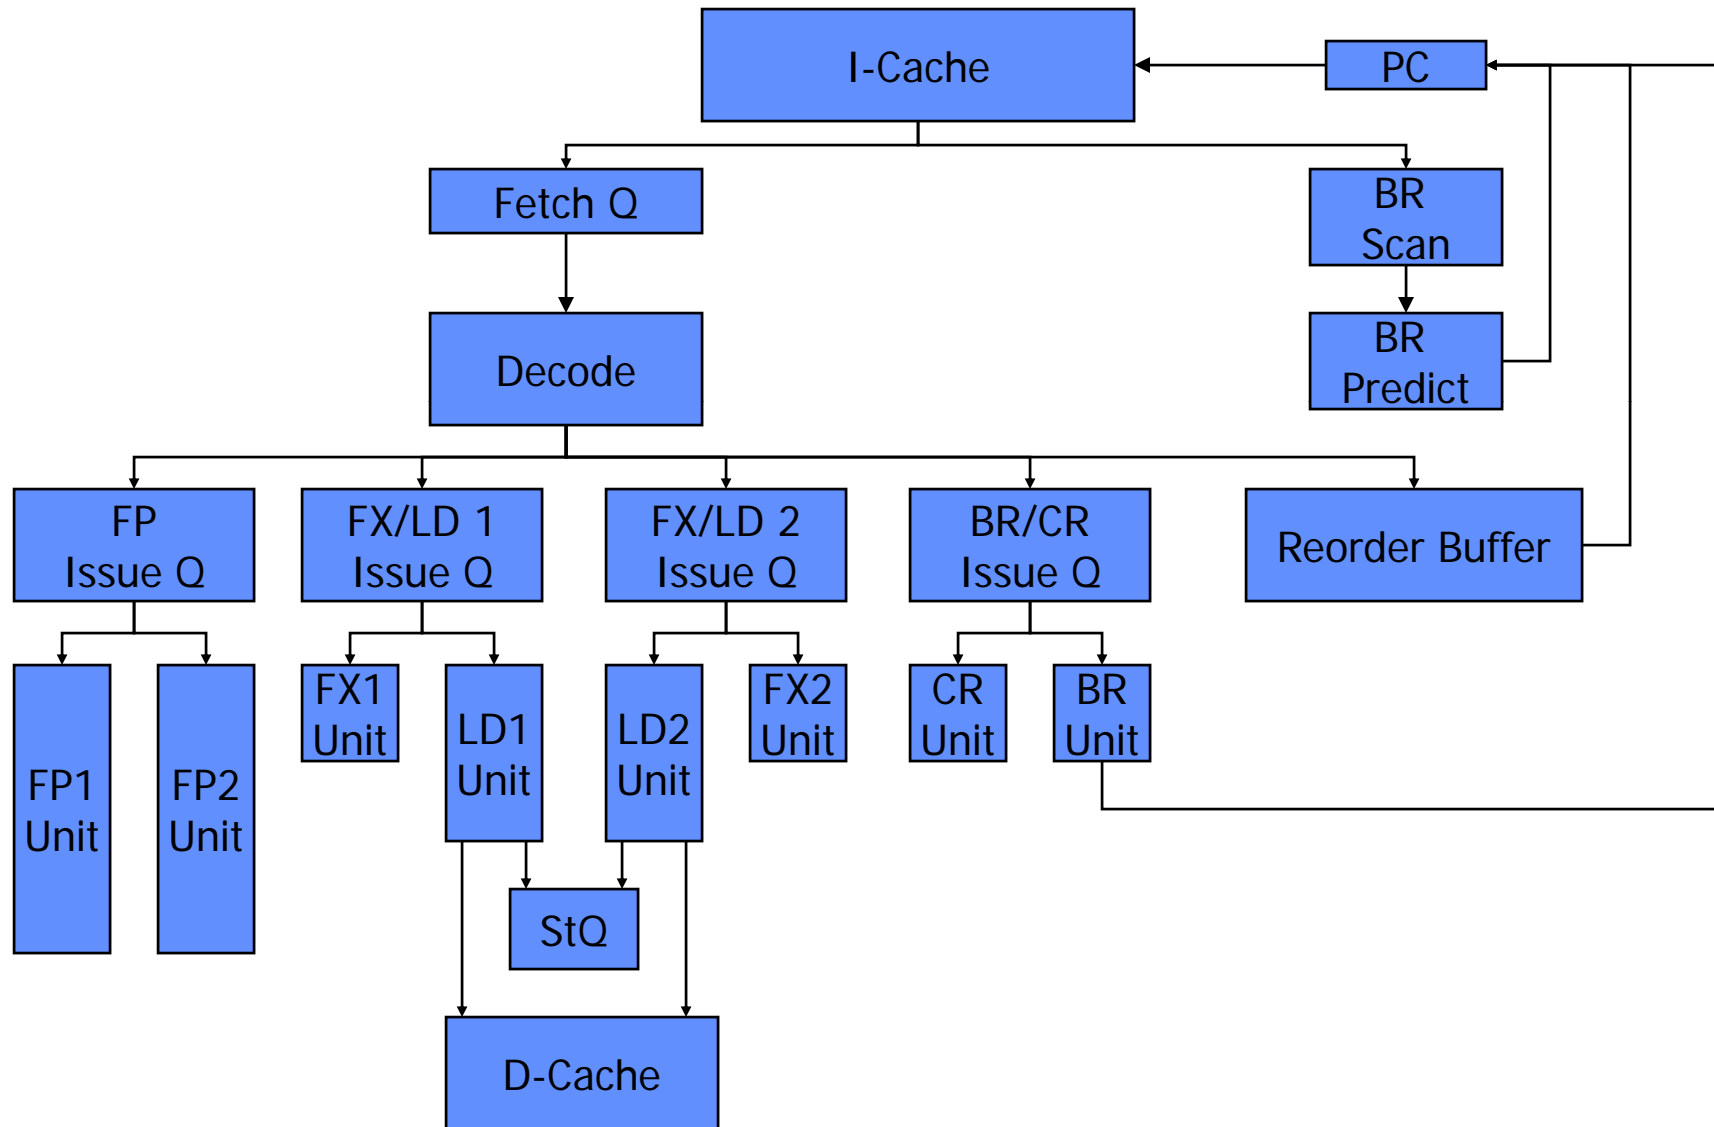 I-Cache
PC
Fetch Q
BR
Scan
Decode
BR
Predict
FP
Issue Q
FX/LD 1
Issue Q
FX/LD 2
Issue Q
BR/CR
Issue Q
Reorder Buffer
FP1
Unit
FP2
Unit
FX1
Unit
LD1
Unit
LD2
Unit
FX2
Unit
CR
Unit
BR
Unit
StQ
D-Cache